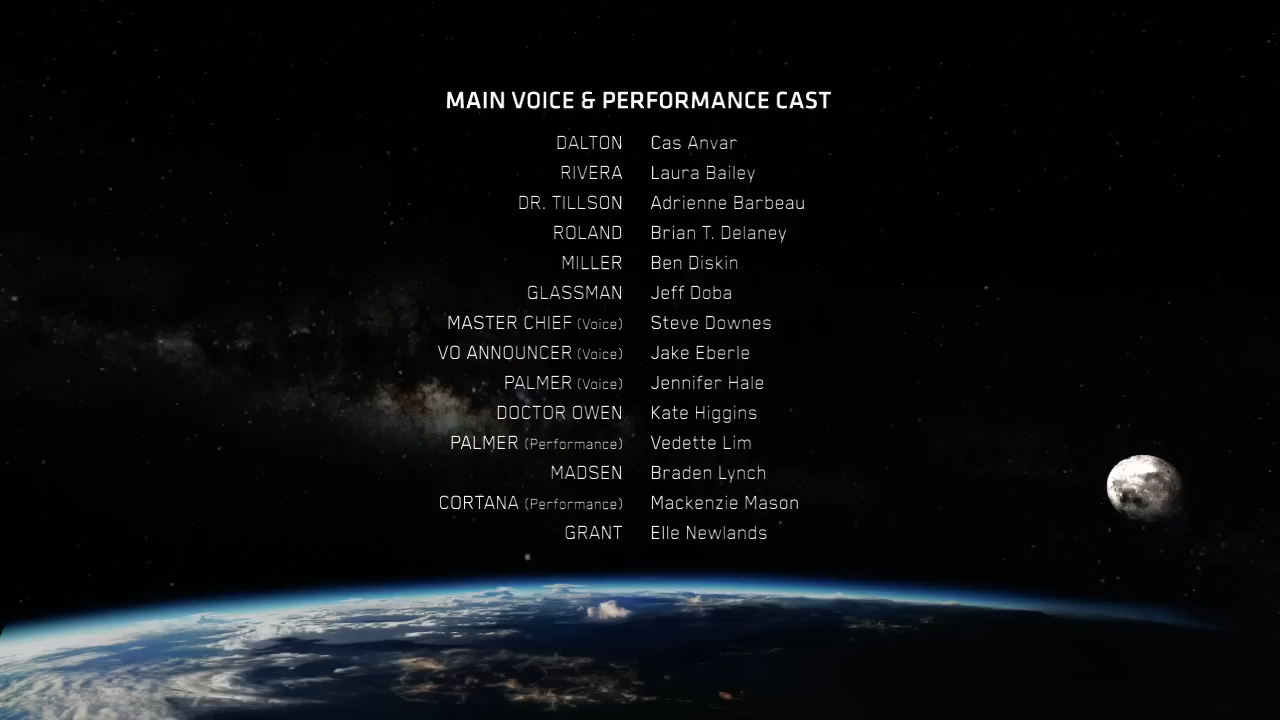 MAIN VOICE & PERFORMANCE CAST
DALTON Cas Anvar
RIVERA Laura Bailey
DR. TILLSON Adrienne Barbeau
ROLAND Brian T. Delaney
MILLER Ben Diskin
GLASSMAN Jeff Doba
MASTER CHIEF (Voice) Steve Downes
VO ANNOUNCER (Voice) Jake Eberle
PALMER (Voice) Jennifer Hale
DOCTOR OWEN Kate Higgins
PALMER (Performance) Vedette Lim
MADSEN Braden Lynch
CORTANA (Performance) Mackenzie Mason
GRANT Elle Newlands